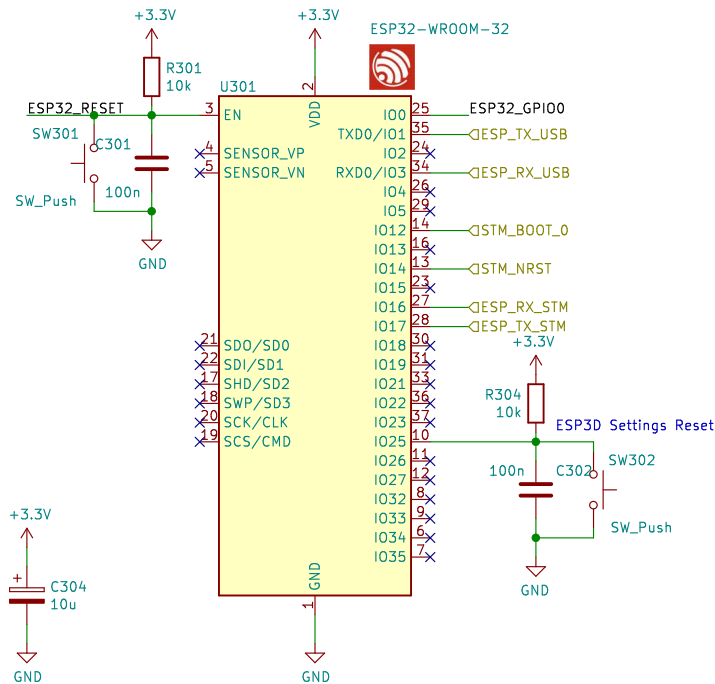 +3.3V
+3.3V
ESP32-WROOM-32
R301
10k
U301
2
VDD
ESP32_RESET
3
EN
IO0
25
ESP32_GPIO0
SW301
C301
TXD0/IO1
35
ESP_TX_USB
4
SENSOR_VP
IO2
24
5
SENSOR_VN
RXD0/IO3
34
ESP_RX_USB
100n
SW_Push
IO4
26
IO5
29
IO12
14
STM_BOOT_0
IO13
16
GND
IO14
13
STM_NRST
IO15
23
IO16
27
ESP_RX_STM
IO17
28
ESP_TX_STM
21
SDO/SD0
IO18
30
+3.3V
22
SDI/SD1
IO19
31
17
SHD/SD2
IO21
33
R304
10k
18
SWP/SD3
IO22
36
20
SCK/CLK
IO23
37
ESP3D Settings Reset
19
SCS/CMD
IO25
10
IO26
11
100n
C302
SW302
IO27
12
IO32
8
IO33
9
SW_Push
+3.3V
IO34
6
IO35
7
GND
C304
10u
+
GND
1
GND
GND